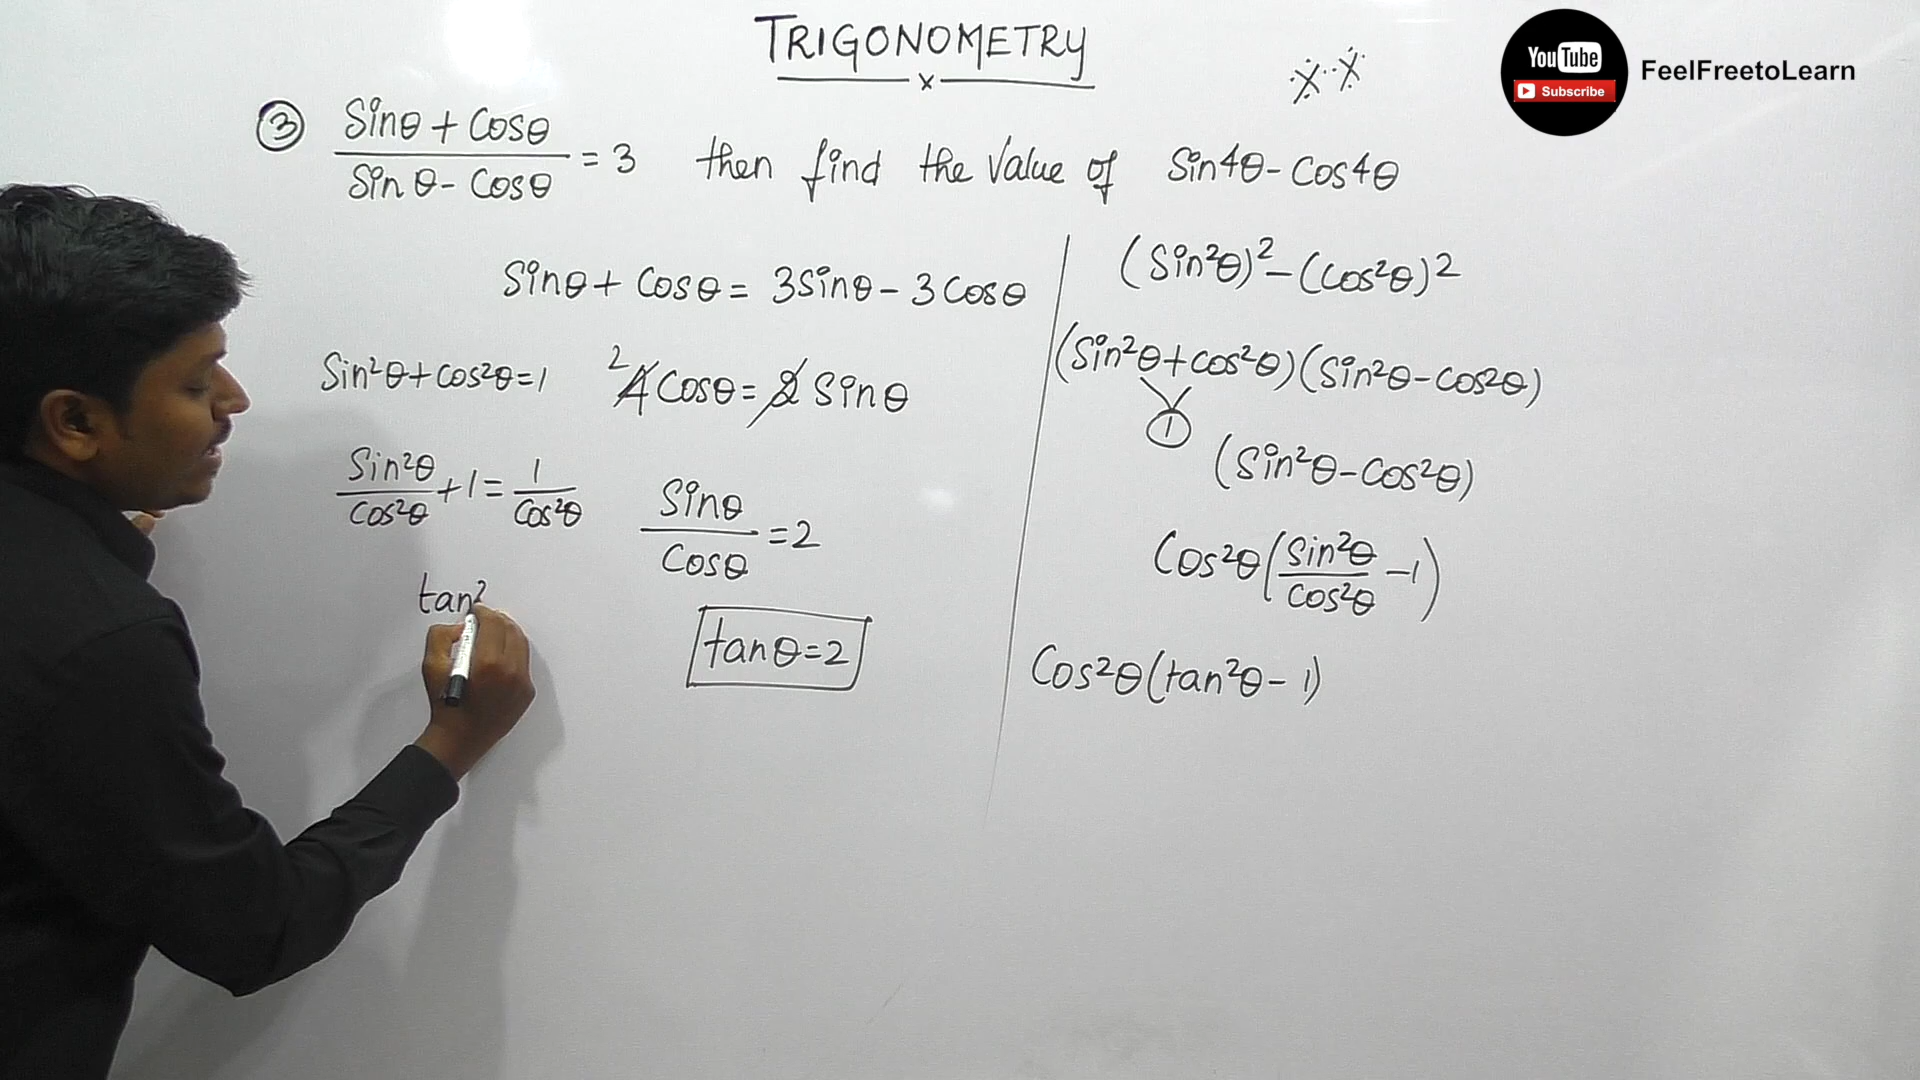 TRIGONOMETRY
x
YouTube
Subscribe
FeelFreetoLearn
③ Sinθ + Cosθ / Sinθ - Cosθ = 3 then find the Value of Sin4θ - Cos4θ
Sinθ + Cosθ = 3Sinθ - 3Cosθ
Sin²θ + cos²θ = 1
2 4Cosθ = 2 Sinθ
Sin²θ / Cos²θ + 1 = 1 / Cos²θ
Sinθ / Cosθ = 2
tan²
tanθ = 2
(Sin²θ)² - (Cos²θ)²
(Sin²θ + Cos²θ)(Sin²θ - Cos²θ)
1
(Sin²θ - Cos²θ)
Cos²θ(Sin²θ / Cos²θ - 1)
Cos²θ(tan²θ - 1)